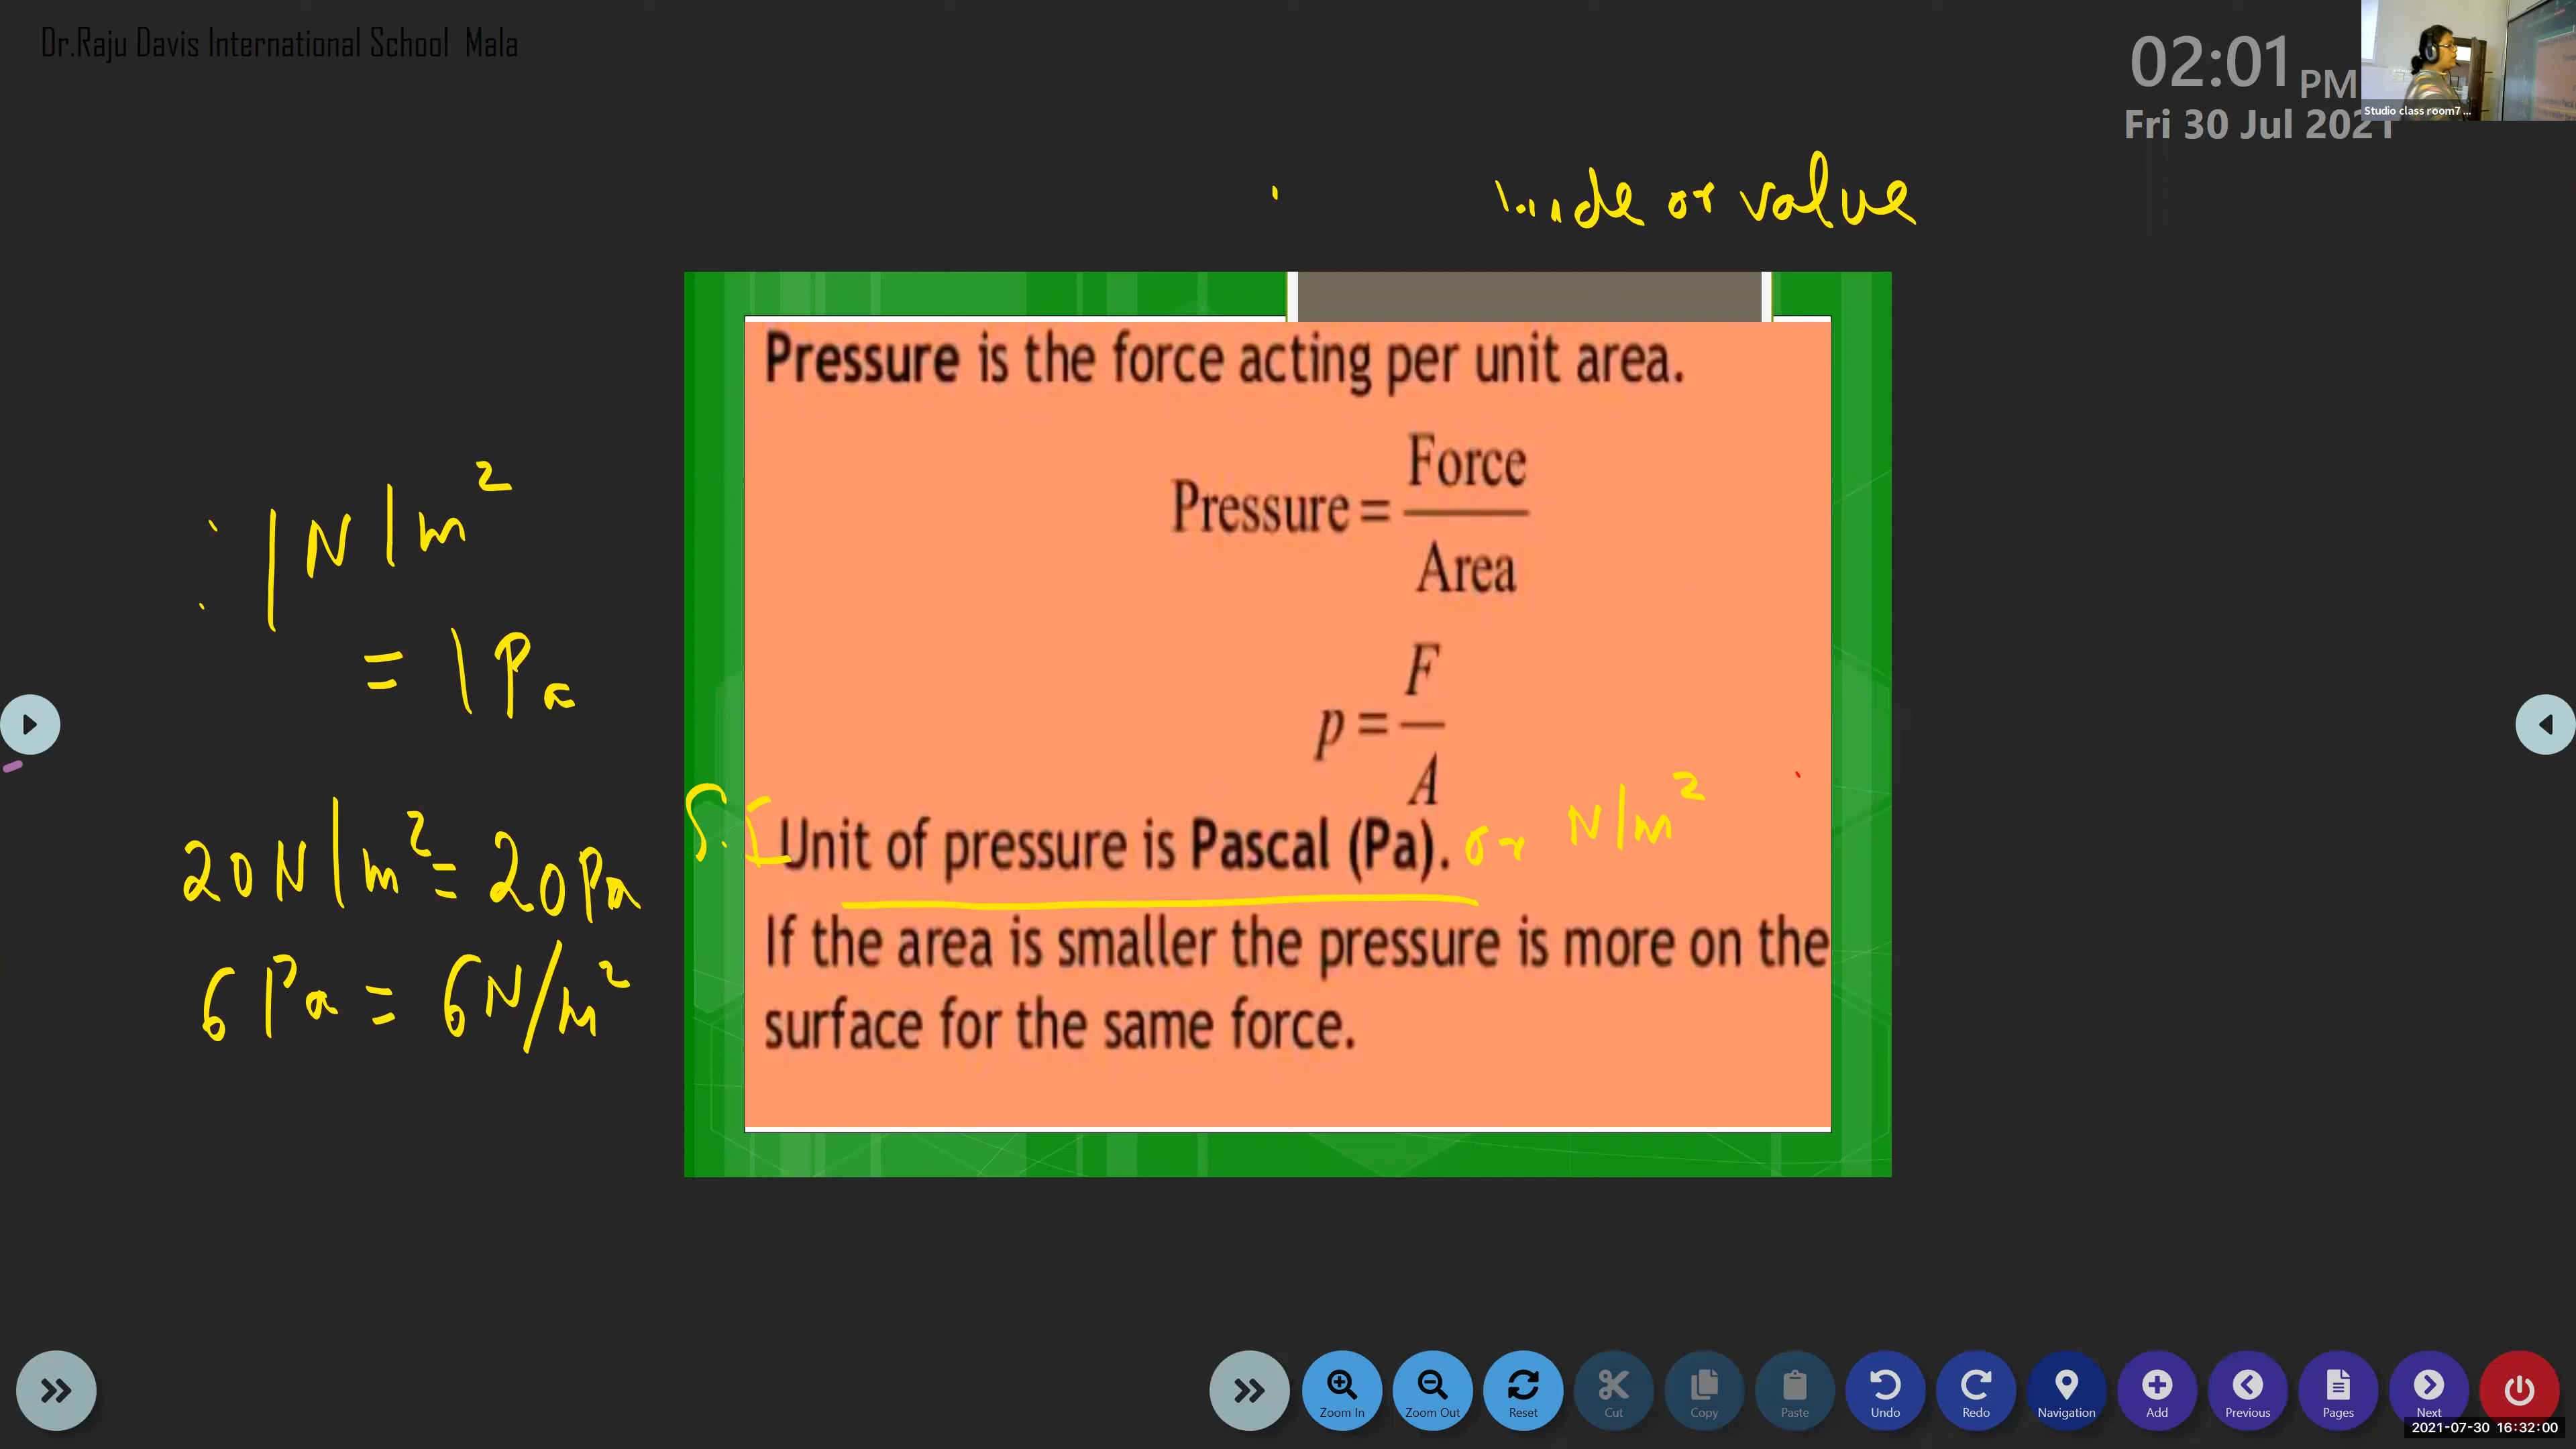 Dr.Raju Davis International School Mala
02:01 PM
Fri 30 Jul 2021
Studio class room7 ...
or value
Pressure is the force acting per unit area.
Pressure = Force / Area
p = F / A
∴ 1 N/m²
= 1 Pa
20 N/m² = 20 Pa
6 Pa = 6 N/m²
S.I Unit of pressure is Pascal (Pa). or N/m²
If the area is smaller the pressure is more on the
surface for the same force.
Zoom In Zoom Out Reset Cut Copy Paste Undo Redo Navigation Add Previous Pages Next
2021-07-30 16:32:00